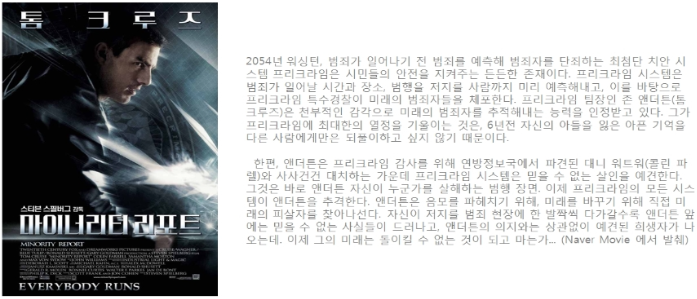 톰 크루즈
스티븐 스필버그 감독
마이너리티 리포트
MINORITY REPORT
EVERYBODY RUNS
2054년 워싱턴, 범죄가 일어나기 전 범죄를 예측해 범죄자를 단죄하는 최첨단 치안 시
스템 프리크라임은 시민들의 안전을 지켜주는 든든한 존재이다. 프리크라임 시스템은
범죄가 일어날 시간과 장소, 범행을 저지를 사람까지 미리 예측해내고, 이를 바탕으로
프리크라임 특수경찰이 미래의 범죄자들을 체포한다. 프리크라임 팀장인 존 앤더튼(톰
크루즈)은 천부적인 감각으로 미래의 범죄자를 추적해내는 능력을 인정받고 있다. 그가
프리크라임에 최대한의 열정을 기울이는 것은, 6년전 자신의 아들을 잃은 아픈 기억을
다른 사람에게만은 되풀이하고 싶지 않기 때문이다.
한편, 앤더튼은 프리크라임 감사를 위해 연방정보국에서 파견된 대니 워트워(콜린 파
렐)와 사사건건 대치하는 가운데 프리크라임 시스템은 믿을 수 없는 살인을 예견한다.
그것은 바로 앤더튼 자신이 누군가를 살해하는 범행 장면. 이제 프리크라임의 모든 시스
템이 앤더튼을 추격한다. 앤더튼은 음모를 파헤치기 위해, 미래를 바꾸기 위해 직접 미
래의 피살자를 찾아나선다. 자신이 저지를 범죄 현장에 한 발짝씩 다가갈수록 앤더튼 앞
에는 믿을 수 없는 사실들이 드러나고, 앤더튼의 의지와는 상관없이 예견된 희생자가 나
오는데. 이제 그의 미래는 돌이킬 수 없는 것이 되고 마는가... (Naver Movie 에서 발췌)